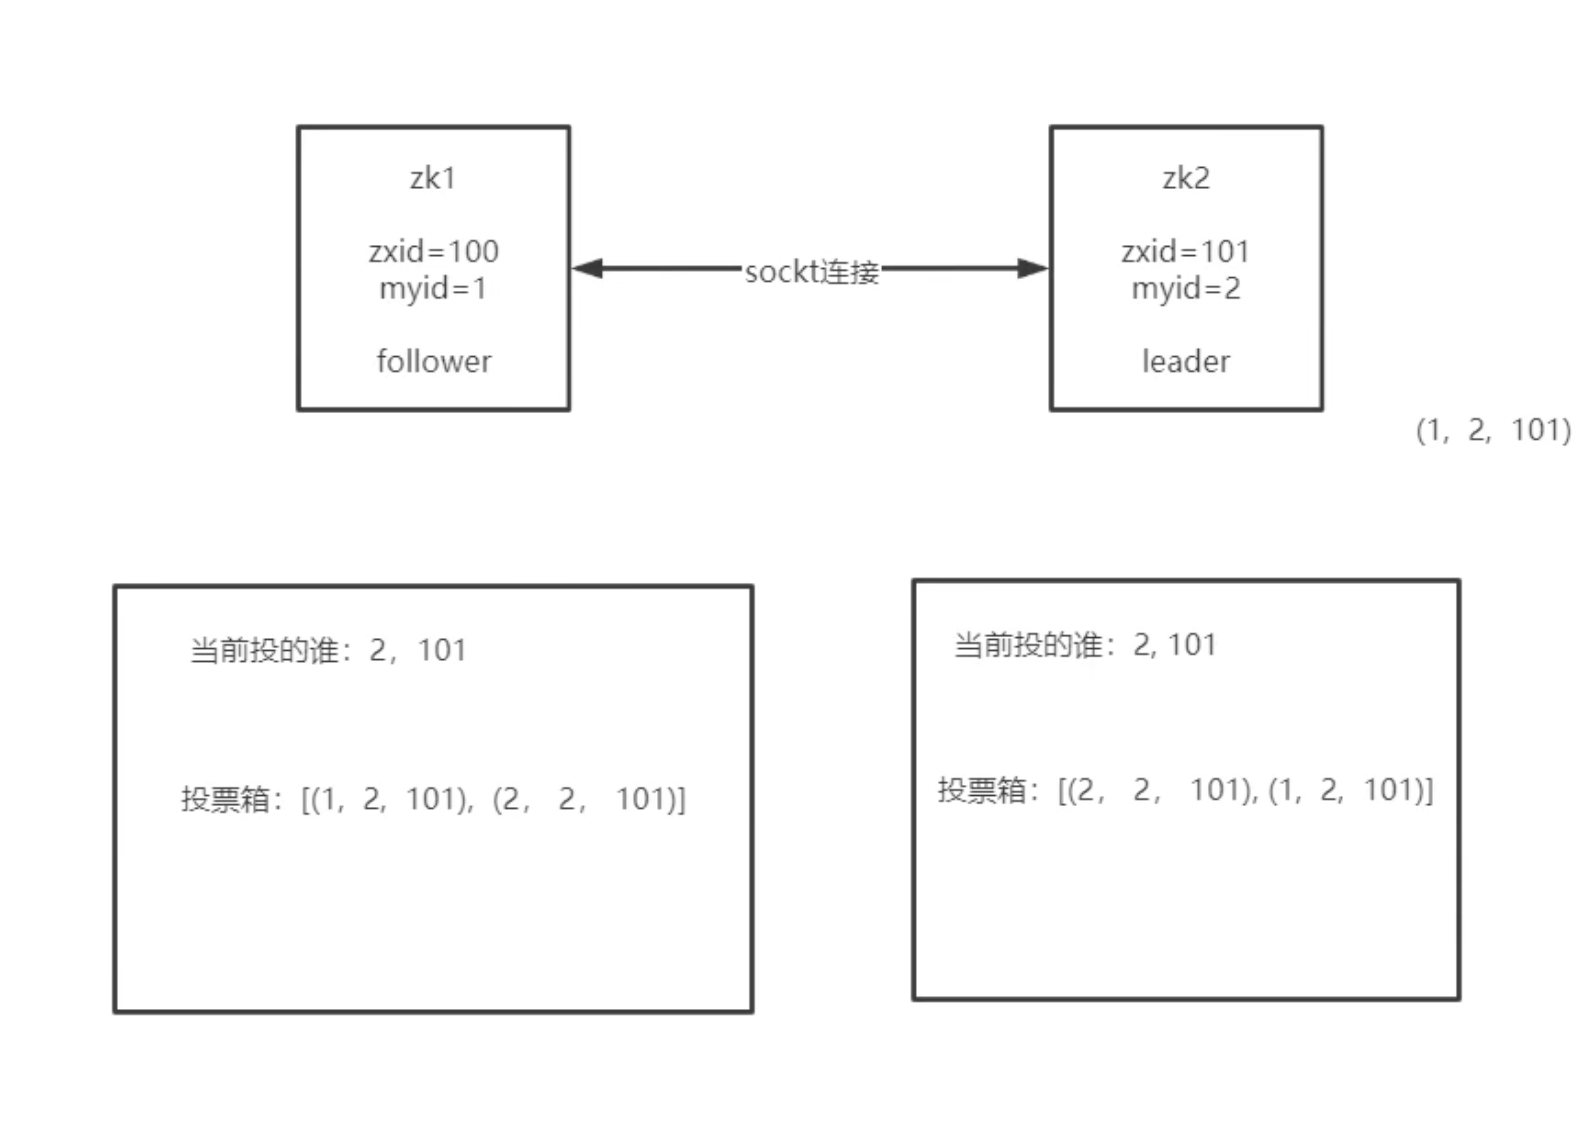 zk1
zxid=100
myid=1
follower
sockt连接
zk2
zxid=101
myid=2
leader
(1, 2, 101)
当前投的谁：2，101
投票箱：[(1, 2, 101), (2， 2， 101)]
当前投的谁：2, 101
投票箱：[(2， 2， 101), (1, 2, 101)]